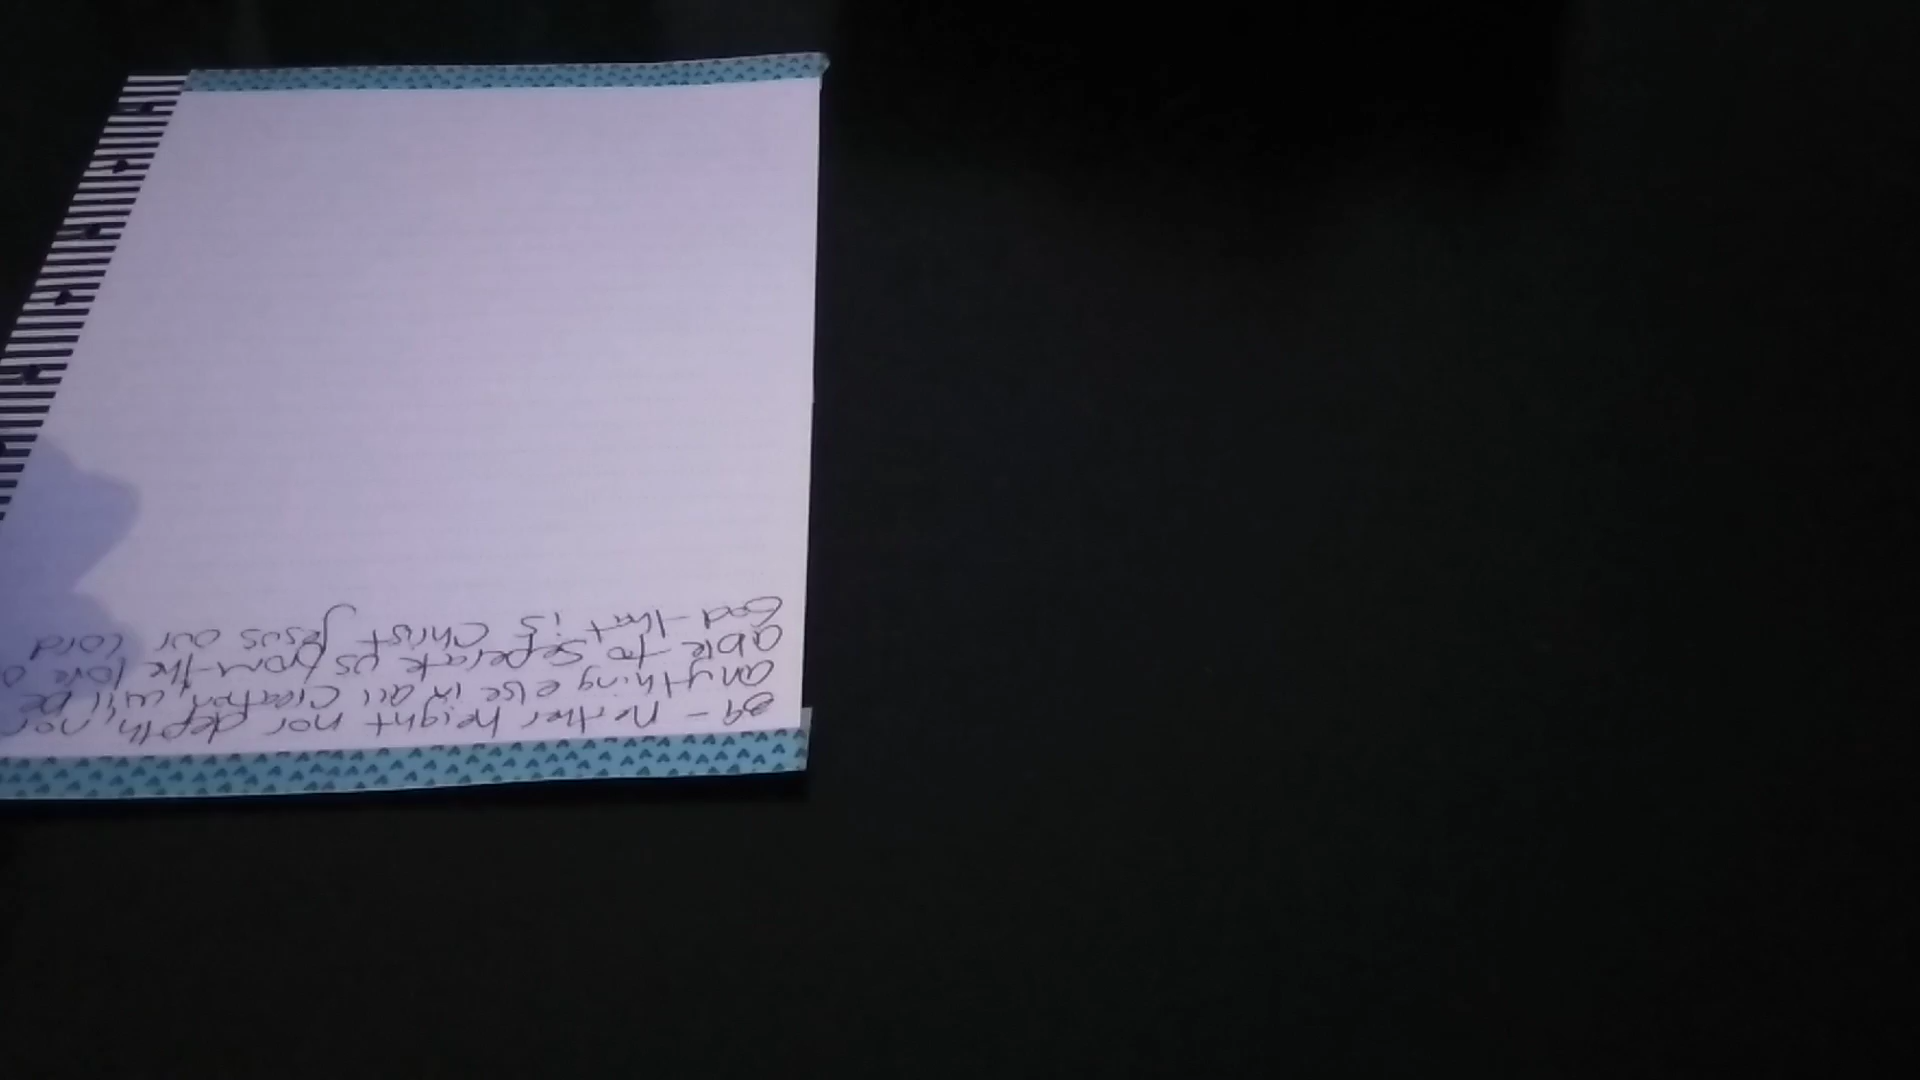 39 - Neither height nor depth, nor
anything else in all creation, will be
able to seperate us from the love o
God that is Christ Jesus our Lord